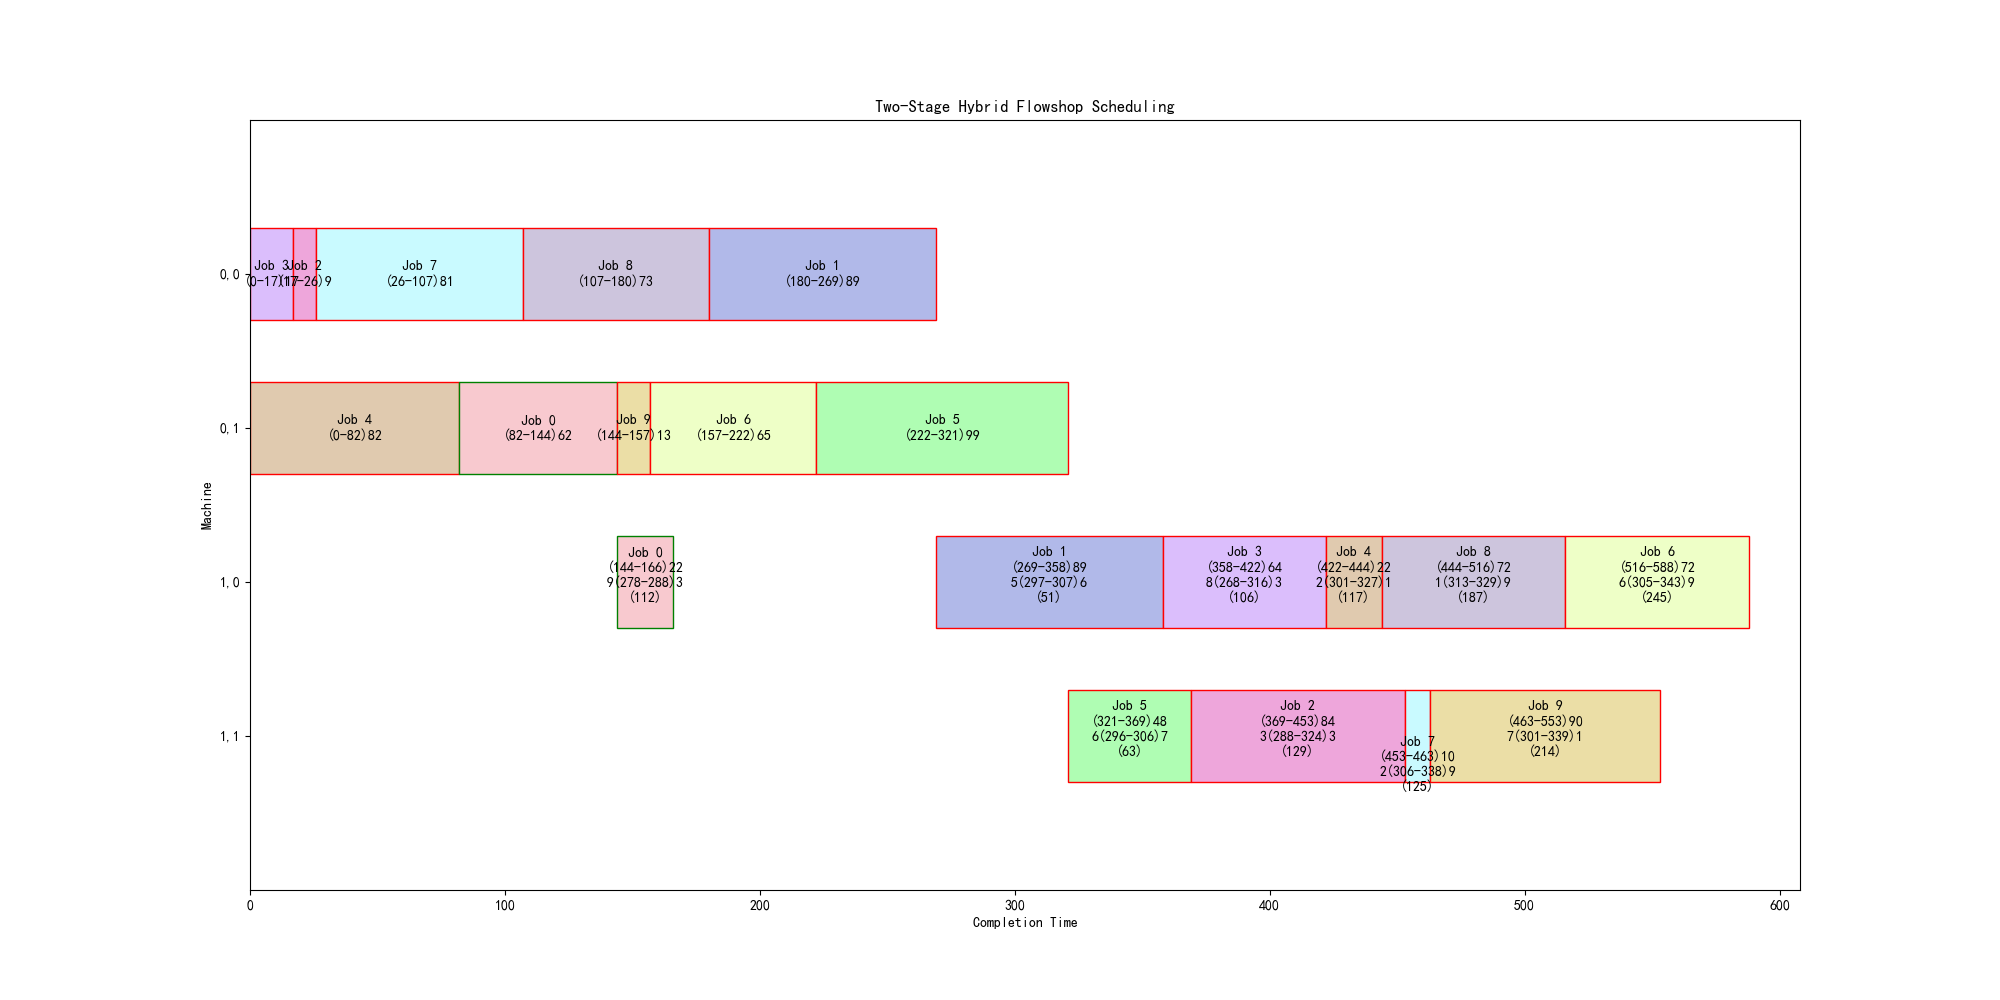 Two-Stage Hybrid Flowshop Scheduling
0,0
Job 3
(0-17)17
Job 2
(17-26)9
Job 7
(26-107)81
Job 8
(107-180)73
Job 1
(180-269)89
0,1
Job 4
(0-82)82
Job 0
(82-144)62
Job 9
(144-157)13
Job 6
(157-222)65
Job 5
(222-321)99
Machine
1,0
Job 0
(144-166)22
9(278-288)3
(112)
Job 1
(269-358)89
5(297-307)6
(51)
Job 3
(358-422)64
8(268-316)3
(106)
Job 4
(422-444)22
2(301-327)1
(117)
Job 8
(444-516)72
1(313-329)9
(187)
Job 6
(516-588)72
6(305-343)9
(245)
1,1
Job 5
(321-369)48
6(296-306)7
(63)
Job 2
(369-453)84
3(288-324)3
(129)
Job 7
(453-463)10
2(306-338)9
(125)
Job 9
(463-553)90
7(301-339)1
(214)
0
100
200
300
400
500
600
Completion Time